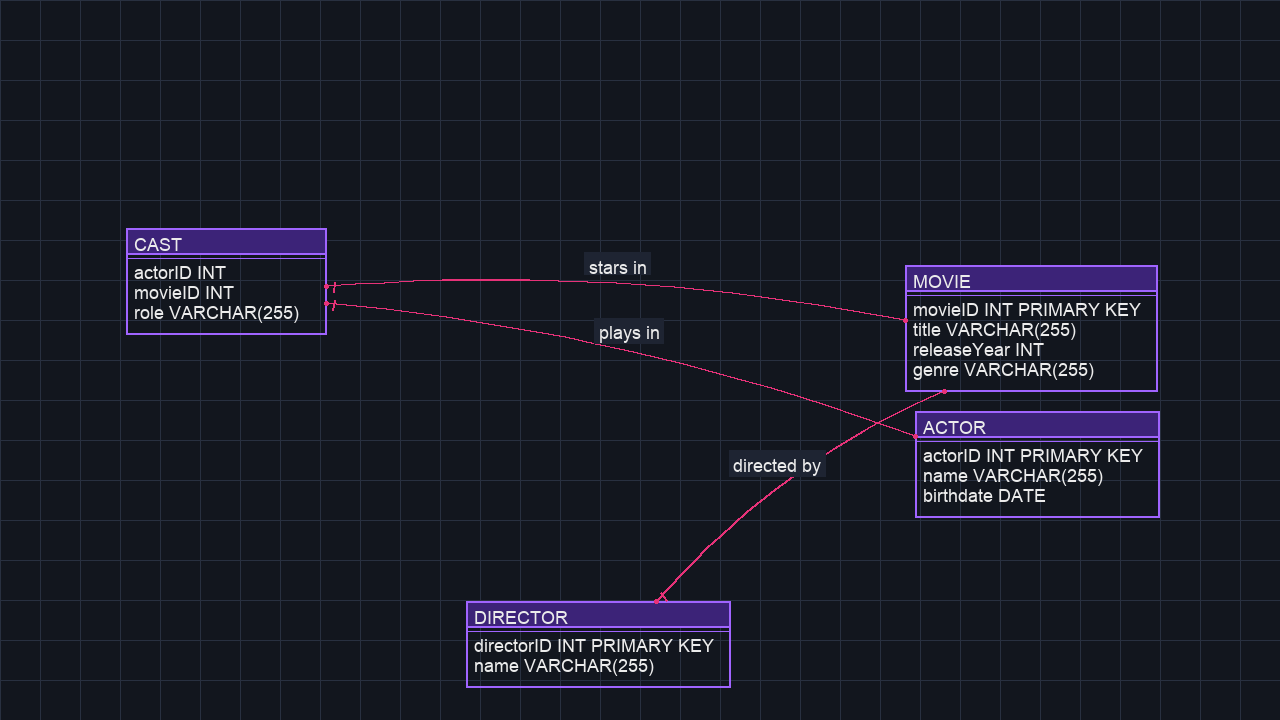 CAST
actorID INT
movieID INT
role VARCHAR(255)
stars in
plays in
MOVIE
movieID INT PRIMARY KEY
title VARCHAR(255)
releaseYear INT
genre VARCHAR(255)
ACTOR
actorID INT PRIMARY KEY
name VARCHAR(255)
birthdate DATE
directed by
DIRECTOR
directorID INT PRIMARY KEY
name VARCHAR(255)